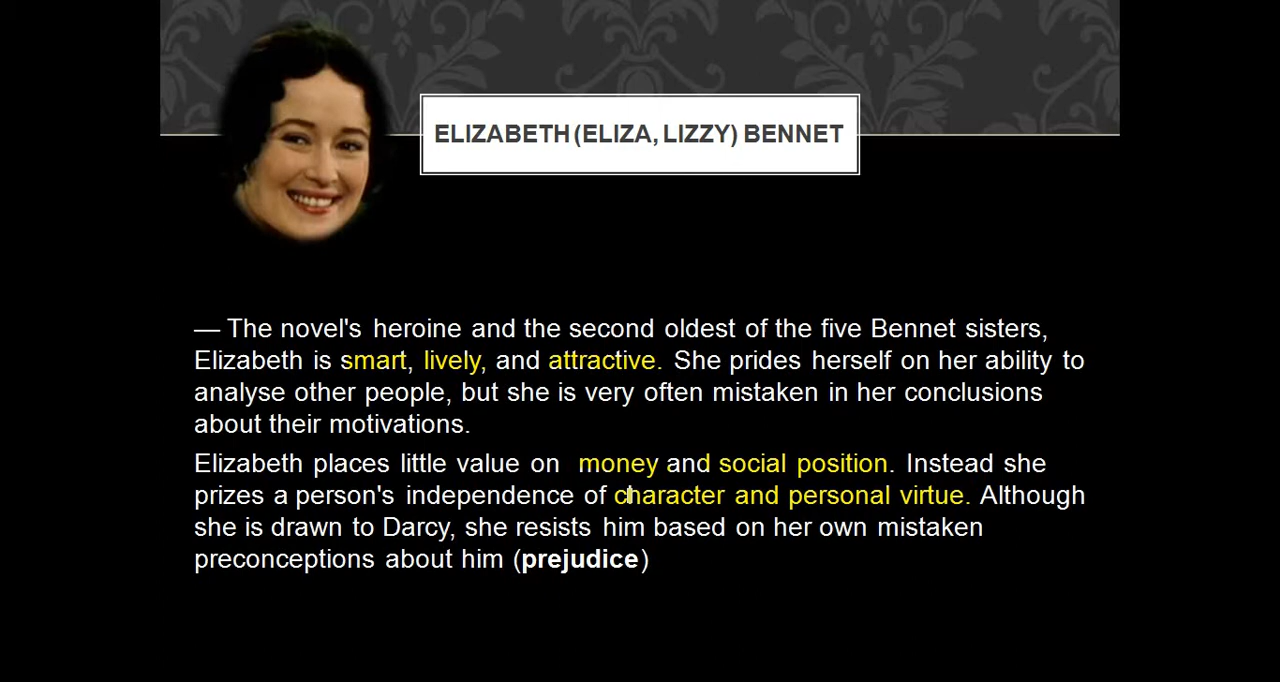 ELIZABETH (ELIZA, LIZZY) BENNET
— The novel's heroine and the second oldest of the five Bennet sisters,
Elizabeth is smart, lively, and attractive. She prides herself on her ability to
analyse other people, but she is very often mistaken in her conclusions
about their motivations.
Elizabeth places little value on money and social position. Instead she
prizes a person's independence of character and personal virtue. Although
she is drawn to Darcy, she resists him based on her own mistaken
preconceptions about him (prejudice)